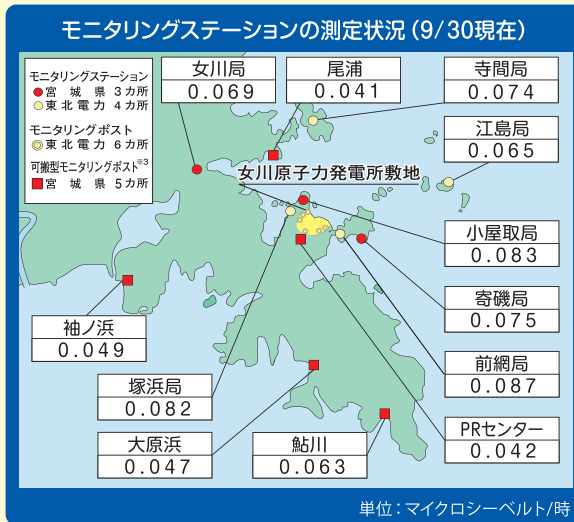 モニタリングステーションの測定状況(9/30現在)
モニタリングステーション
宮城県 3カ所
東北電力 4カ所
モニタリングポスト
東北電力 6カ所
可搬型モニタリングポスト※3
宮城県 5カ所
女川局
0.069
尾浦
0.041
寺間局
0.074
江島局
0.065
女川原子力発電所敷地
小屋取局
0.083
寄磯局
0.075
前網局
0.087
PRセンター
0.042
袖ノ浜
0.049
塚浜局
0.082
大原浜
0.047
鮎川
0.063
単位:マイクロシーベルト/時